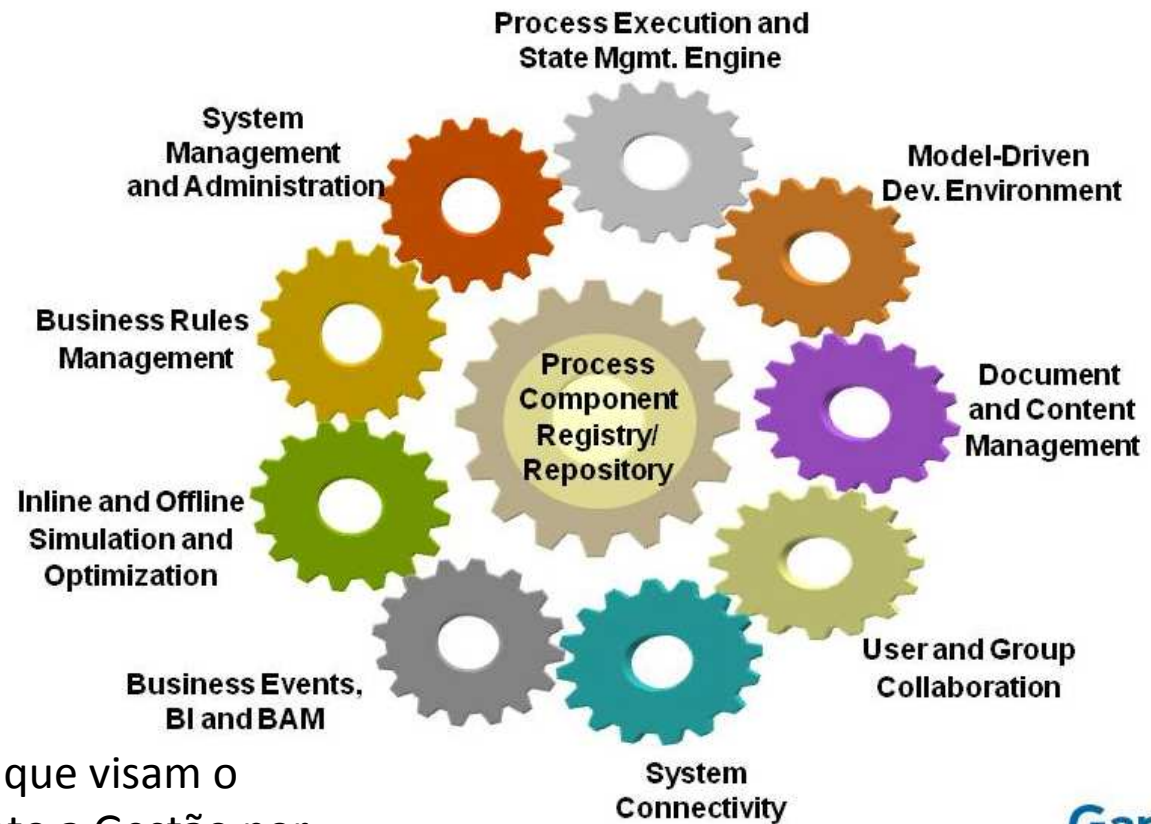 Process Execution and
State Mgmt. Engine
System
Management
and Administration
Model-Driven
Dev. Environment
Business Rules
Management
Process
Component
Registry/
Repository
Document
and Content
Management
Inline and Offline
Simulation and
Optimization
User and Group
Collaboration
Business Events,
BI and BAM
System
Connectivity
que visam o
a Gestão por